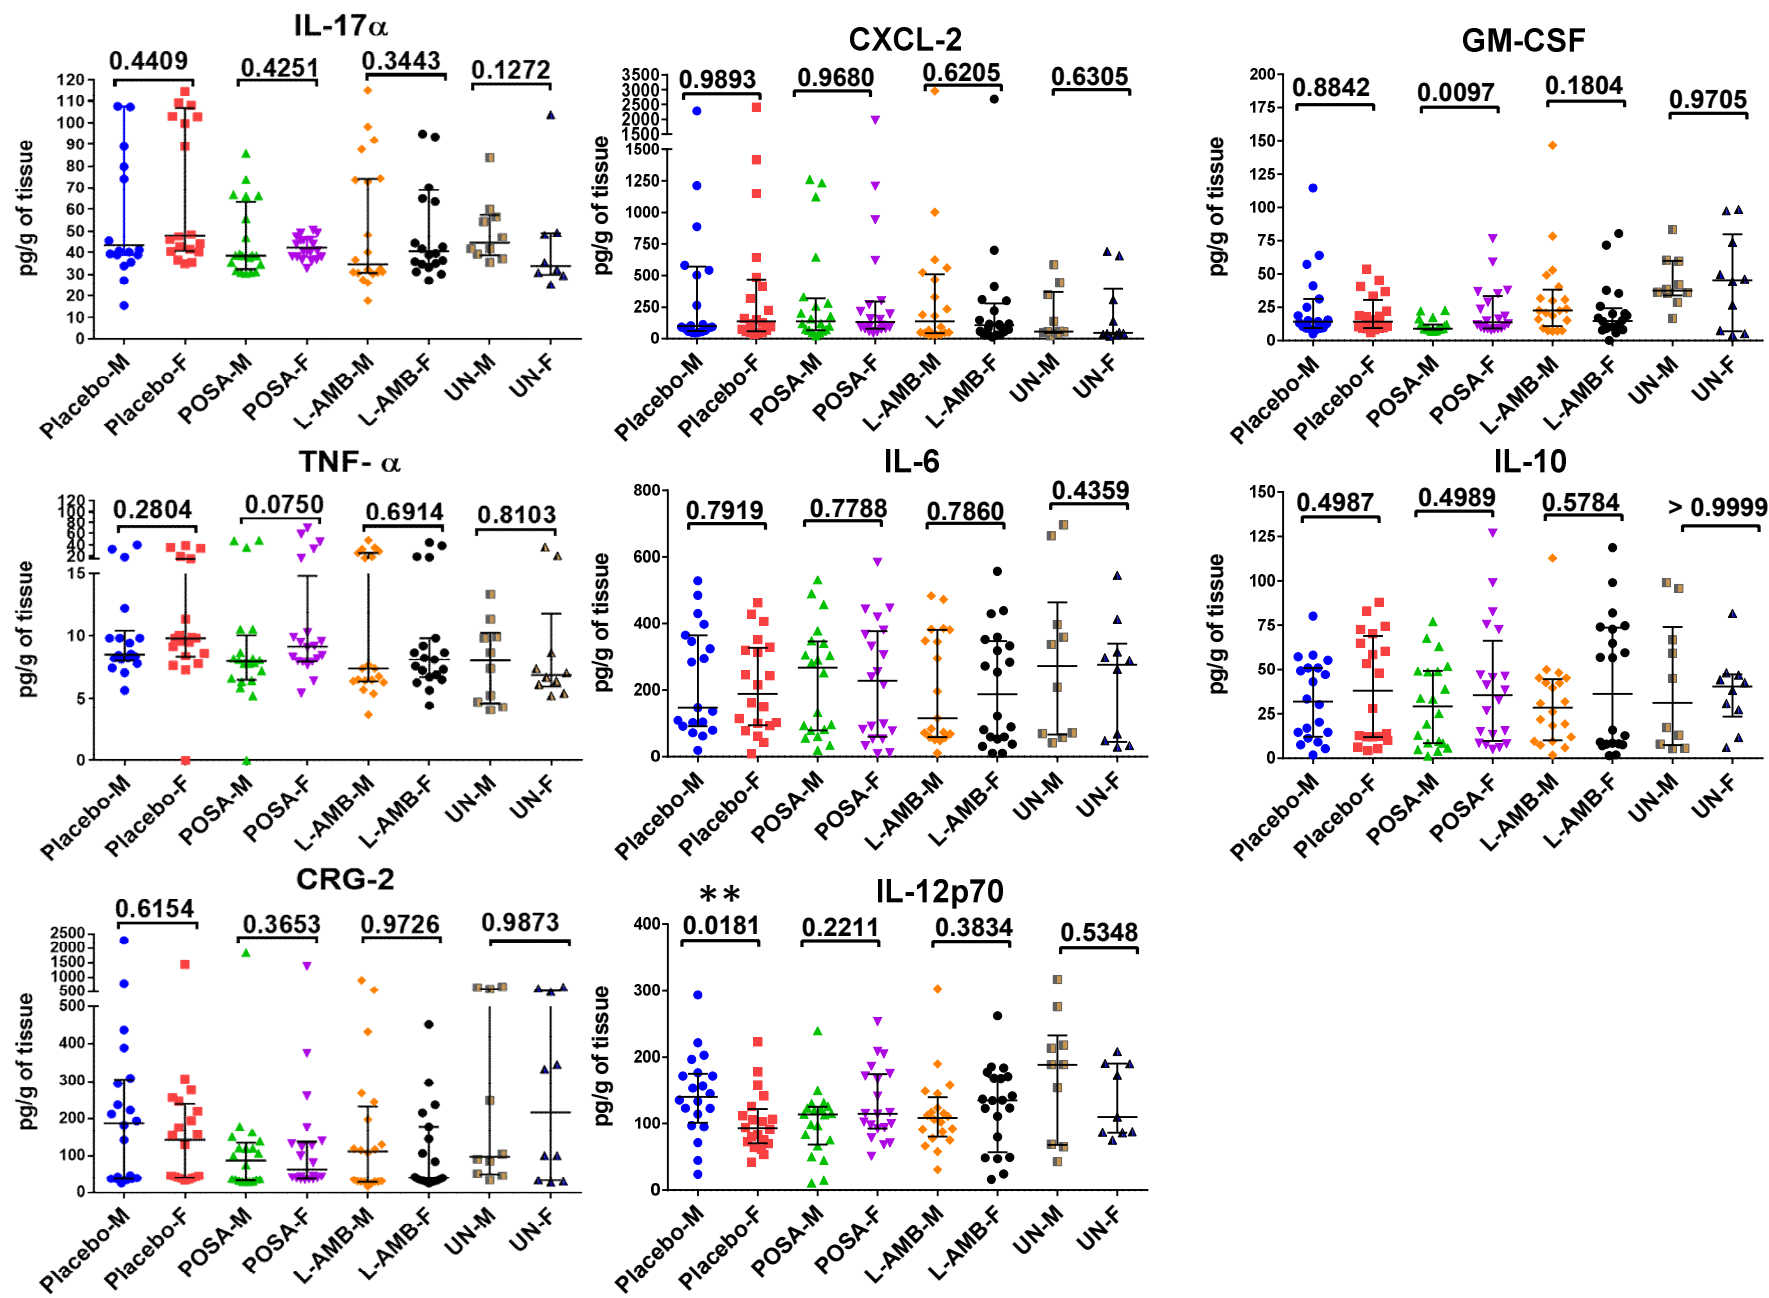 IL-17α
0.4409 0.4251 0.3443 0.1272
pg/g of tissue
120
110
100
90
80
70
60
50
40
30
20
10
0
Placebo-M Placebo-F POSA-M POSA-F L-AMB-M L-AMB-F UN-M UN-F
CXCL-2
0.9893 0.9680 0.6205 0.6305
pg/g of tissue
3500
3000
2500
2000
1500
1500
1250
1000
750
500
250
0
Placebo-M Placebo-F POSA-M POSA-F L-AMB-M L-AMB-F UN-M UN-F
GM-CSF
0.8842 0.0097 0.1804 0.9705
pg/g of tissue
200
175
150
125
100
75
50
25
0
Placebo-M Placebo-F POSA-M POSA-F L-AMB-M L-AMB-F UN-M UN-F
TNF- α
0.2804 0.0750 0.6914 0.8103
pg/g of tissue
120
100
80
60
40
20
15
10
5
0
Placebo-M Placebo-F POSA-M POSA-F L-AMB-M L-AMB-F UN-M UN-F
IL-6
0.7919 0.7788 0.7860 0.4359
pg/g of tissue
800
600
400
200
0
Placebo-M Placebo-F POSA-M POSA-F L-AMB-M L-AMB-F UN-M UN-F
IL-10
0.4987 0.4989 0.5784 > 0.9999
pg/g of tissue
150
125
100
75
50
25
0
Placebo-M Placebo-F POSA-M POSA-F L-AMB-M L-AMB-F UN-M UN-F
CRG-2
0.6154 0.3653 0.9726 0.9873
pg/g of tissue
2500
2000
1500
1000
500
500
400
300
200
100
0
Placebo-M Placebo-F POSA-M POSA-F L-AMB-M L-AMB-F UN-M UN-F
** IL-12p70
0.0181 0.2211 0.3834 0.5348
pg/g of tissue
400
300
200
100
0
Placebo-M Placebo-F POSA-M POSA-F L-AMB-M L-AMB-F UN-M UN-F